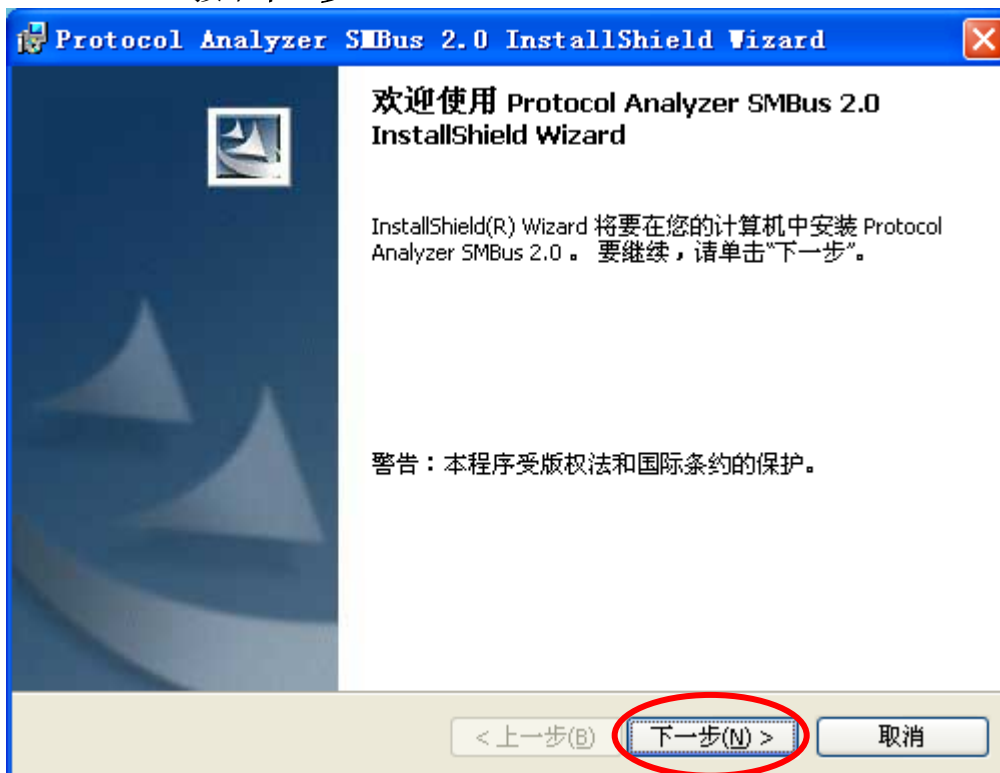 Protocol Analyzer SMBus 2.0 InstallShield Wizard
欢迎使用 Protocol Analyzer SMBus 2.0
InstallShield Wizard
InstallShield(R) Wizard 将要在您的计算机中安装 Protocol
Analyzer SMBus 2.0 。 要继续，请单击“下一步”。
警告：本程序受版权法和国际条约的保护。
< 上一步(B)
下一步(N) >
取消